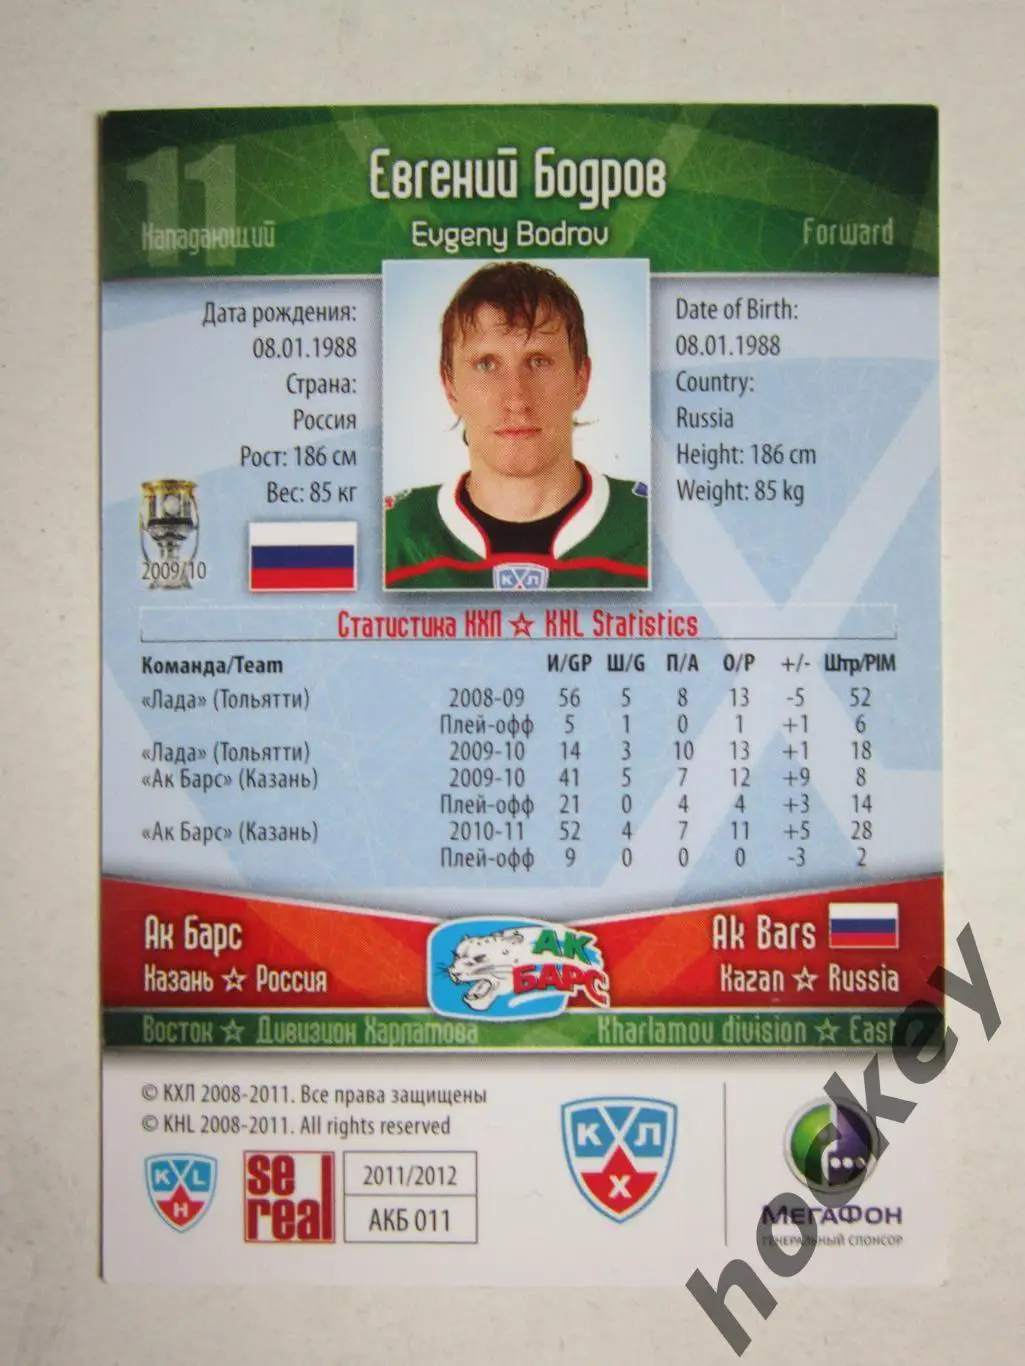 11
Евгений Бодров
Нападающий
Evgeny Bodrov
Forward
Дата рождения:
08.01.1988
Страна:
Россия
Рост: 186 см
Вес: 85 кг
2009/10
Date of Birth:
08.01.1988
Country:
Russia
Height: 186 cm
Weight: 85 kg
КХЛ
Статистика КХЛ ☆ KHL Statistics
Команда/Team И/GP Ш/G П/А О/Р +/- Штр/PIM
«Лада» (Тольятти) 2008-09 56 5 8 13 -5 52
Плей-офф 5 1 0 1 +1 6
«Лада» (Тольятти) 2009-10 14 3 10 13 +1 18
«Ак Барс» (Казань) 2009-10 41 5 7 12 +9 8
Плей-офф 21 0 4 4 +3 14
«Ак Барс» (Казань) 2010-11 52 4 7 11 +5 28
Плей-офф 9 0 0 0 -3 2
Ак Барс
Казань ☆ Россия
АК БАРС
Ak Bars
Kazan ☆ Russia
Восток ☆ Дивизион Харламова
Kharlamov division ☆ East
© КХЛ 2008-2011. Все права защищены
© KHL 2008-2011. All rights reserved
KHL
se real
2011/2012
АКБ 011
КХЛ
МЕГАФОН
ГЕНЕРАЛЬНЫЙ СПОНСОР
hockey